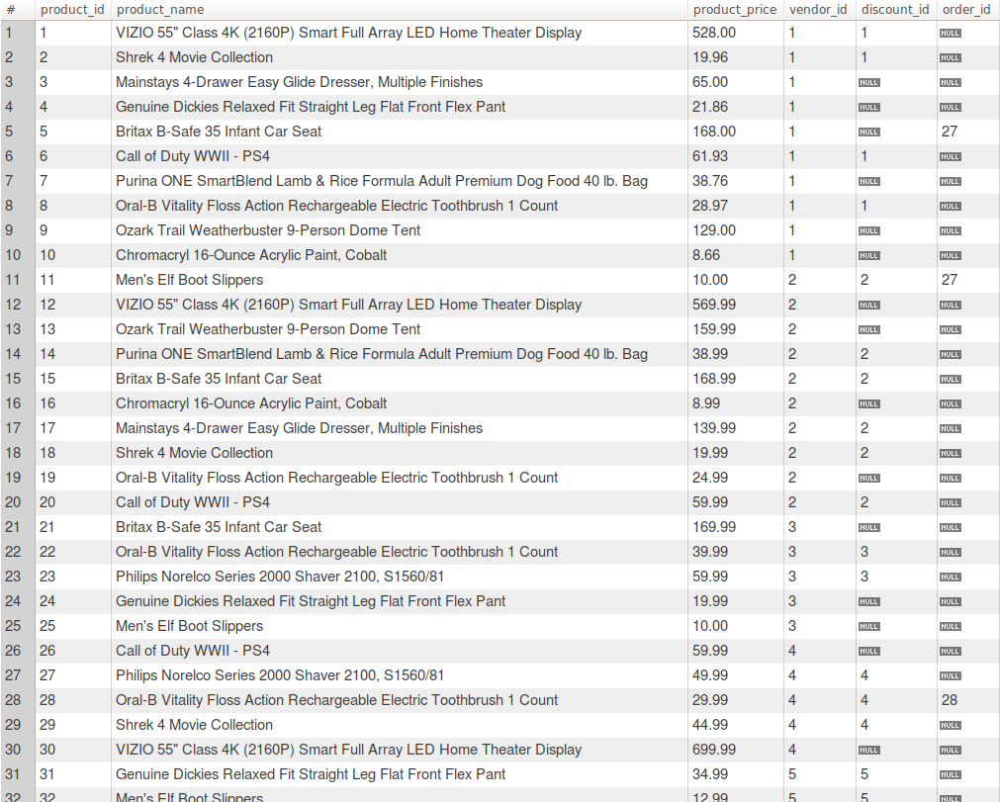 # product_id product_name product_price vendor_id discount_id order_id
1 1 VIZIO 55" Class 4K (2160P) Smart Full Array LED Home Theater Display 528.00 1 1 NULL
2 2 Shrek 4 Movie Collection 19.96 1 1 NULL
3 3 Mainstays 4-Drawer Easy Glide Dresser, Multiple Finishes 65.00 1 NULL NULL
4 4 Genuine Dickies Relaxed Fit Straight Leg Flat Front Flex Pant 21.86 1 NULL NULL
5 5 Britax B-Safe 35 Infant Car Seat 168.00 1 NULL 27
6 6 Call of Duty WWII - PS4 61.93 1 1 NULL
7 7 Purina ONE SmartBlend Lamb & Rice Formula Adult Premium Dog Food 40 lb. Bag 38.76 1 NULL NULL
8 8 Oral-B Vitality Floss Action Rechargeable Electric Toothbrush 1 Count 28.97 1 1 NULL
9 9 Ozark Trail Weatherbuster 9-Person Dome Tent 129.00 1 NULL NULL
10 10 Chromacryl 16-Ounce Acrylic Paint, Cobalt 8.66 1 NULL NULL
11 11 Men's Elf Boot Slippers 10.00 2 2 27
12 12 VIZIO 55" Class 4K (2160P) Smart Full Array LED Home Theater Display 569.99 2 NULL NULL
13 13 Ozark Trail Weatherbuster 9-Person Dome Tent 159.99 2 NULL NULL
14 14 Purina ONE SmartBlend Lamb & Rice Formula Adult Premium Dog Food 40 lb. Bag 38.99 2 2 NULL
15 15 Britax B-Safe 35 Infant Car Seat 168.99 2 2 NULL
16 16 Chromacryl 16-Ounce Acrylic Paint, Cobalt 8.99 2 NULL NULL
17 17 Mainstays 4-Drawer Easy Glide Dresser, Multiple Finishes 139.99 2 2 NULL
18 18 Shrek 4 Movie Collection 19.99 2 2 NULL
19 19 Oral-B Vitality Floss Action Rechargeable Electric Toothbrush 1 Count 24.99 2 NULL NULL
20 20 Call of Duty WWII - PS4 59.99 2 2 NULL
21 21 Britax B-Safe 35 Infant Car Seat 169.99 3 NULL NULL
22 22 Oral-B Vitality Floss Action Rechargeable Electric Toothbrush 1 Count 39.99 3 3 NULL
23 23 Philips Norelco Series 2000 Shaver 2100, S1560/81 59.99 3 3 NULL
24 24 Genuine Dickies Relaxed Fit Straight Leg Flat Front Flex Pant 19.99 3 NULL NULL
25 25 Men's Elf Boot Slippers 10.00 3 NULL NULL
26 26 Call of Duty WWII - PS4 59.99 4 NULL NULL
27 27 Philips Norelco Series 2000 Shaver 2100, S1560/81 49.99 4 4 NULL
28 28 Oral-B Vitality Floss Action Rechargeable Electric Toothbrush 1 Count 29.99 4 4 28
29 29 Shrek 4 Movie Collection 44.99 4 4 NULL
30 30 VIZIO 55" Class 4K (2160P) Smart Full Array LED Home Theater Display 699.99 4 NULL NULL
31 31 Genuine Dickies Relaxed Fit Straight Leg Flat Front Flex Pant 34.99 5 5 NULL
32 32 Men's Elf Boot Slippers 12.99 5 5 NULL